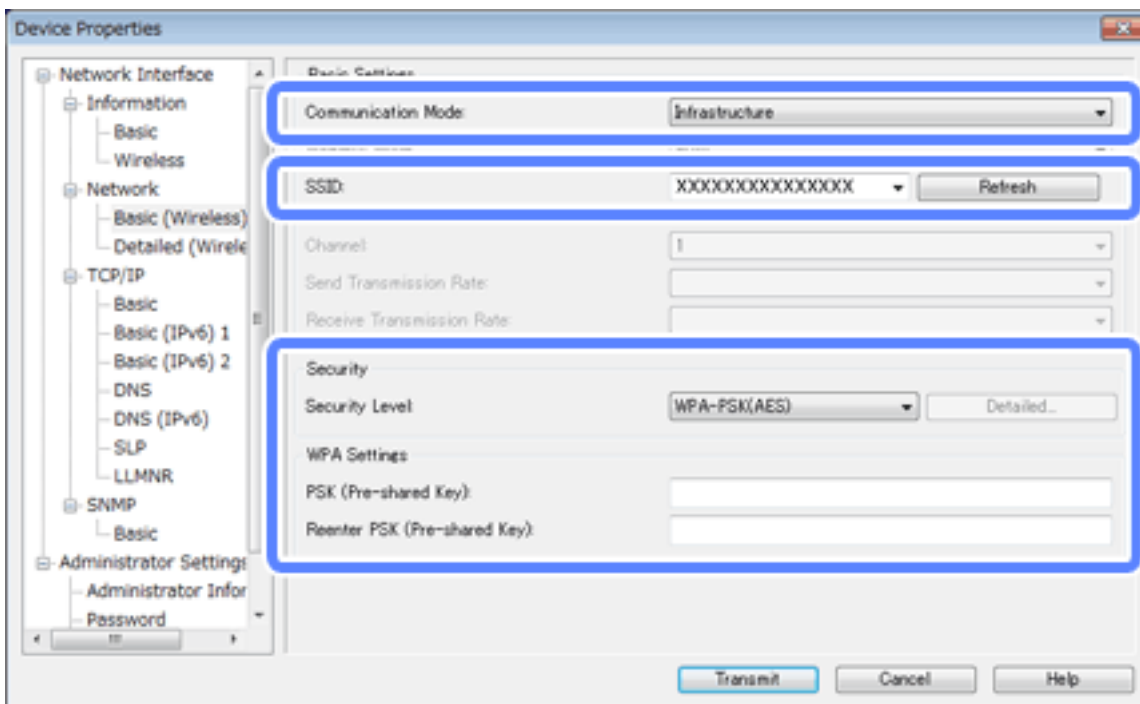 Device Properties
Network Interface
Information
Basic
Wireless
Network
Basic (Wireless)
Detailed (Wirele
TCP/IP
Basic
Basic (IPv6) 1
Basic (IPv6) 2
DNS
DNS (IPv6)
SLP
LLMNR
SNMP
Basic
Administrator Settings
Administrator Infor
Password
Basic Settings
Communication Mode: Infrastructure
SSID: XXXXXXXXXXXXXXX Refresh
Channel: 1
Send Transmission Rate:
Receive Transmission Rate:
Security
Security Level: WPA-PSK(AES) Detailed...
WPA Settings
PSK (Pre-shared Key):
Reenter PSK (Pre-shared Key):
Transmit Cancel Help